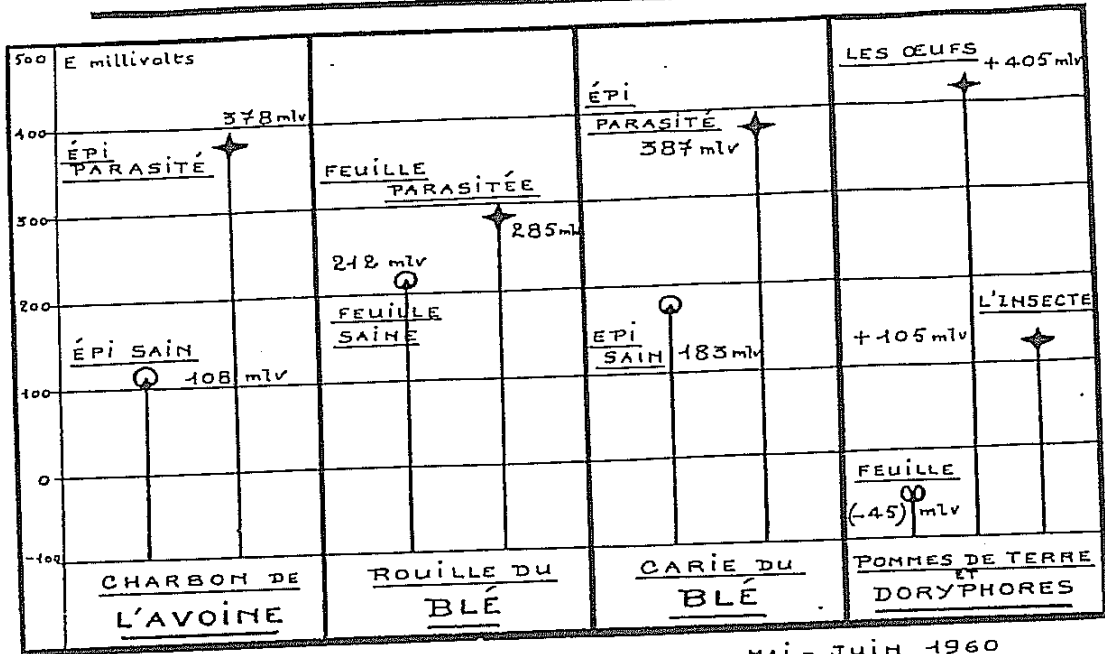 500
E millivolts
400
300
200
100
0
-100
378 mlv
ÉPI
PARASITÉ
ÉPI SAIN
108 mlv
CHARBON DE
L'AVOINE
FEUILLE
PARASITÉE
285 ml
212 mlv
FEUILLE
SAINE
ROUILLE DU
BLÉ
ÉPI
PARASITÉ
387 mlv
EPI
SAIN 183 mlv
CARIE DU
BLÉ
LES ŒUFS
+405 mlv
L'INSECTE
+105 mlv
FEUILLE
(-45) mlv
POMMES DE TERRE
ET
DORYPHORES
MAI - JUIN 1960